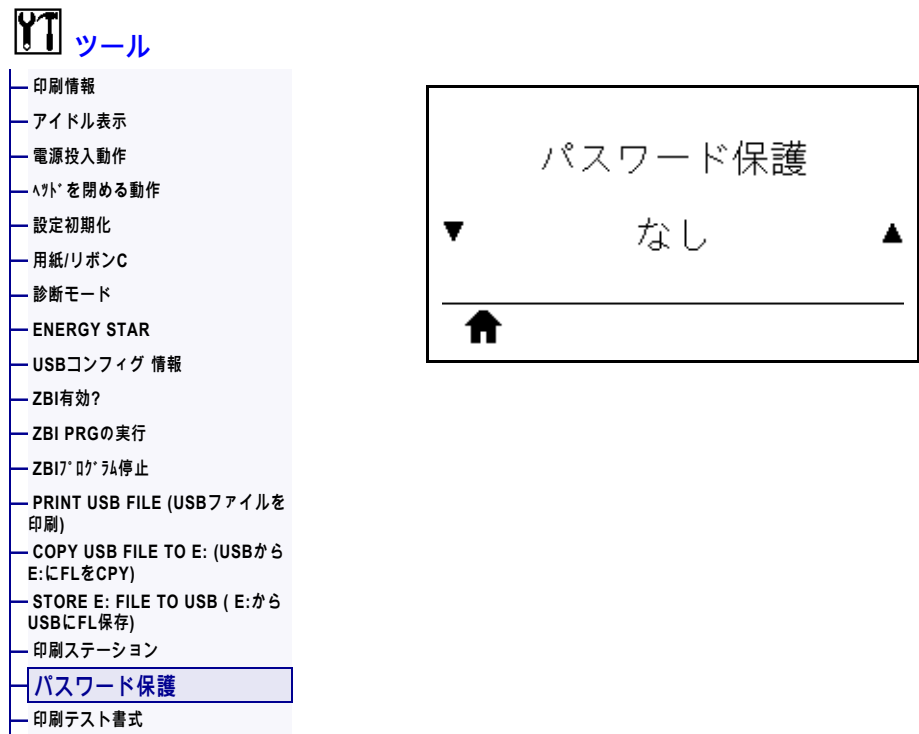 ツール
印刷情報
アイドル表示
電源投入動作
ﾍｯﾄﾞを閉める動作
設定初期化
用紙/リボンC
診断モード
ENERGY STAR
USBコンフィグ 情報
ZBI有効?
ZBI PRGの実行
ZBIﾌﾟﾛｸﾞﾗﾑ停止
PRINT USB FILE (USBファイルを
印刷)
COPY USB FILE TO E: (USBから
E:にFLをCPY)
STORE E: FILE TO USB ( E:から
USBにFL保存)
印刷ステーション
パスワード保護
印刷テスト書式
パスワード保護
▼ なし ▲